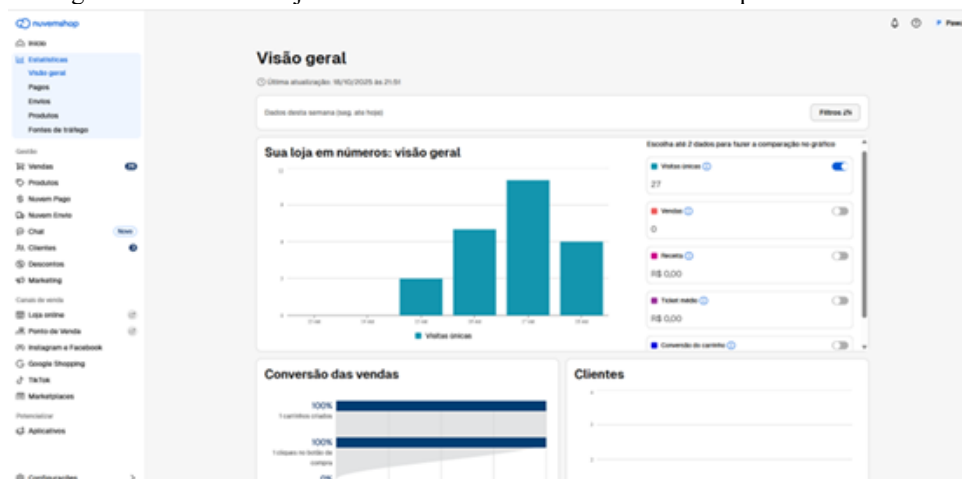 nuvemshop
Início
Estatísticas
Visão geral
Pagos
Envios
Produtos
Fontes de tráfego
Gestão
Vendas
Produtos
Nuvem Pago
Nuvem Envio
Chat
Novo
Clientes
Descontos
Marketing
Canais de venda
Loja online
Ponto de Venda
Instagram e Facebook
Google Shopping
TikTok
Marketplaces
Potencializar
Aplicativos
Configurações
Visão geral
Última atualização: 18/10/2025 às 21:51
Dados desta semana (seg. até hoje)
Filtros
Sua loja em números: visão geral
Visitas únicas
Escolha até 2 dados para fazer a comparação no gráfico
Visitas únicas
27
Vendas
0
Receita
R$ 0,00
Ticket médio
R$ 0,00
Conversão do carrinho
Conversão das vendas
100%
1 carrinhos criados
100%
1 cliques no botão de
compra
0%
Clientes